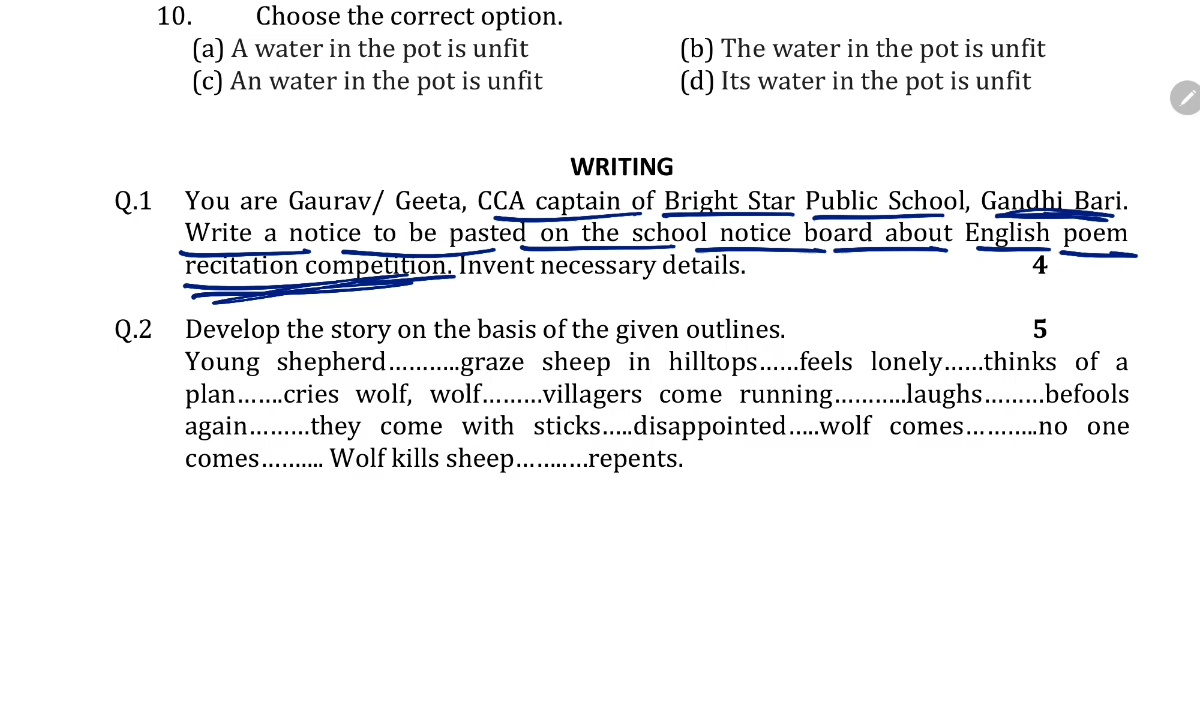 10. Choose the correct option.
(a) A water in the pot is unfit (b) The water in the pot is unfit
(c) An water in the pot is unfit (d) Its water in the pot is unfit
WRITING
Q.1 You are Gaurav/ Geeta, CCA captain of Bright Star Public School, Gandhi Bari.
Write a notice to be pasted on the school notice board about English poem
recitation competition. Invent necessary details. 4
Q.2 Develop the story on the basis of the given outlines. 5
Young shepherd...........graze sheep in hilltops......feels lonely......thinks of a
plan.......cries wolf, wolf.........villagers come running...........laughs.........befools
again.........they come with sticks.....disappointed.....wolf comes...........no one
comes.......... Wolf kills sheep...........repents.